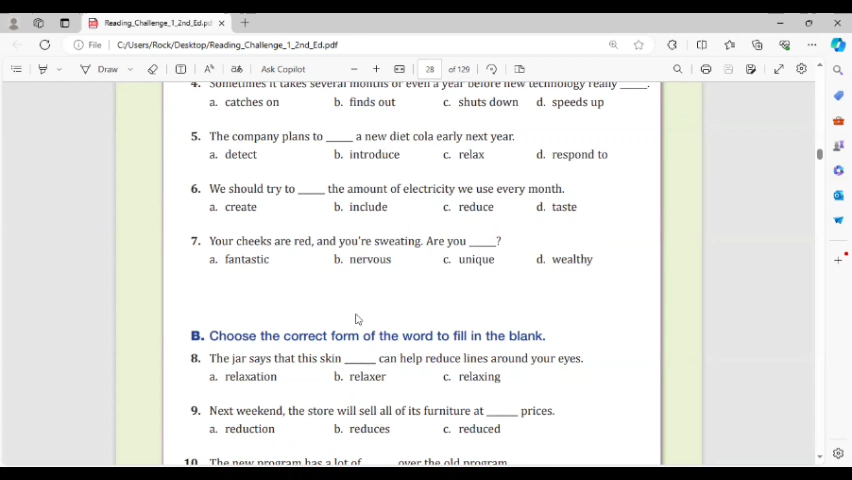 Reading_Challenge_1_2nd_Ed.pdf
File C:/Users/Rock/Desktop/Reading_Challenge_1_2nd_Ed.pdf
Draw Ask Copilot 28 of 129
4. Sometimes it takes several months or even a year before new technology really _____.
a. catches on b. finds out c. shuts down d. speeds up
5. The company plans to _____ a new diet cola early next year.
a. detect b. introduce c. relax d. respond to
6. We should try to _____ the amount of electricity we use every month.
a. create b. include c. reduce d. taste
7. Your cheeks are red, and you're sweating. Are you _____?
a. fantastic b. nervous c. unique d. wealthy
B. Choose the correct form of the word to fill in the blank.
8. The jar says that this skin ______ can help reduce lines around your eyes.
a. relaxation b. relaxer c. relaxing
9. Next weekend, the store will sell all of its furniture at ______ prices.
a. reduction b. reduces c. reduced
10. The new program has a lot of ______ over the old program.